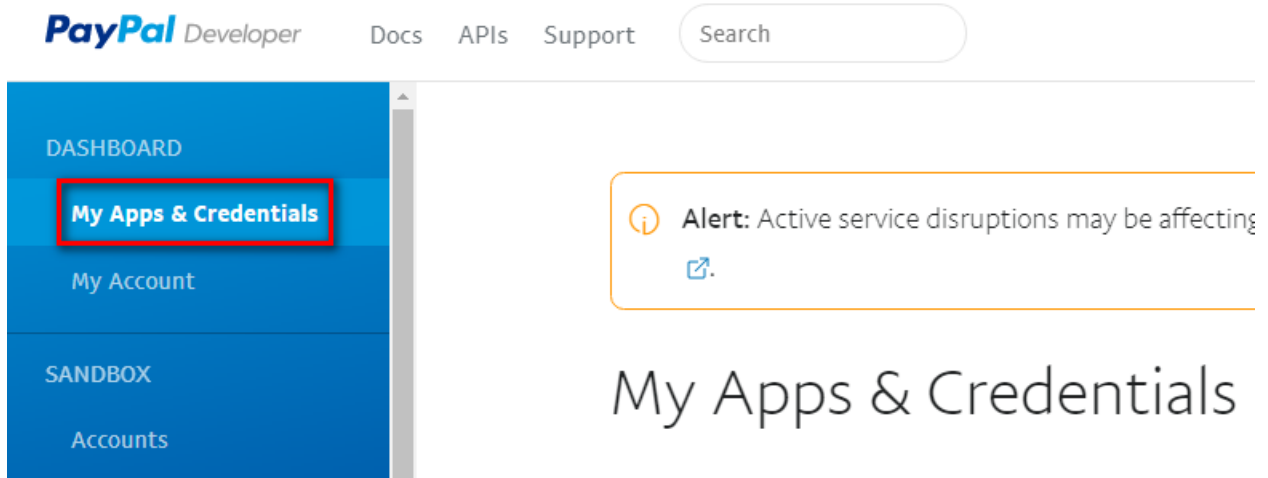 PayPal Developer Docs APIs Support Search
DASHBOARD
My Apps & Credentials
My Account
SANDBOX
Accounts
Alert: Active service disruptions may be affecting
.
My Apps & Credentials